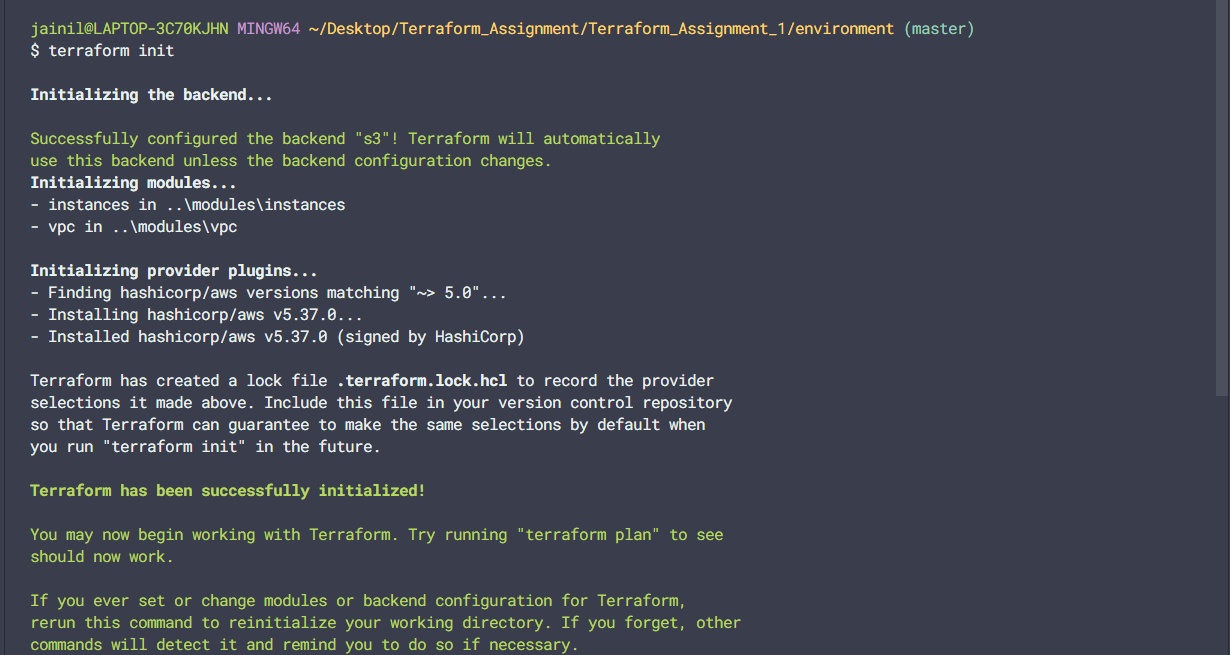 jainil@LAPTOP-3C70KJHN MINGW64 ~/Desktop/Terraform_Assignment/Terraform_Assignment_1/environment (master)
$ terraform init
Initializing the backend...
Successfully configured the backend "s3"! Terraform will automatically
use this backend unless the backend configuration changes.
Initializing modules...
- instances in ..\modules\instances
- vpc in ..\modules\vpc
Initializing provider plugins...
- Finding hashicorp/aws versions matching "~> 5.0"...
- Installing hashicorp/aws v5.37.0...
- Installed hashicorp/aws v5.37.0 (signed by HashiCorp)
Terraform has created a lock file .terraform.lock.hcl to record the provider
selections it made above. Include this file in your version control repository
so that Terraform can guarantee to make the same selections by default when
you run "terraform init" in the future.
Terraform has been successfully initialized!
You may now begin working with Terraform. Try running "terraform plan" to see
should now work.
If you ever set or change modules or backend configuration for Terraform,
rerun this command to reinitialize your working directory. If you forget, other
commands will detect it and remind you to do so if necessary.